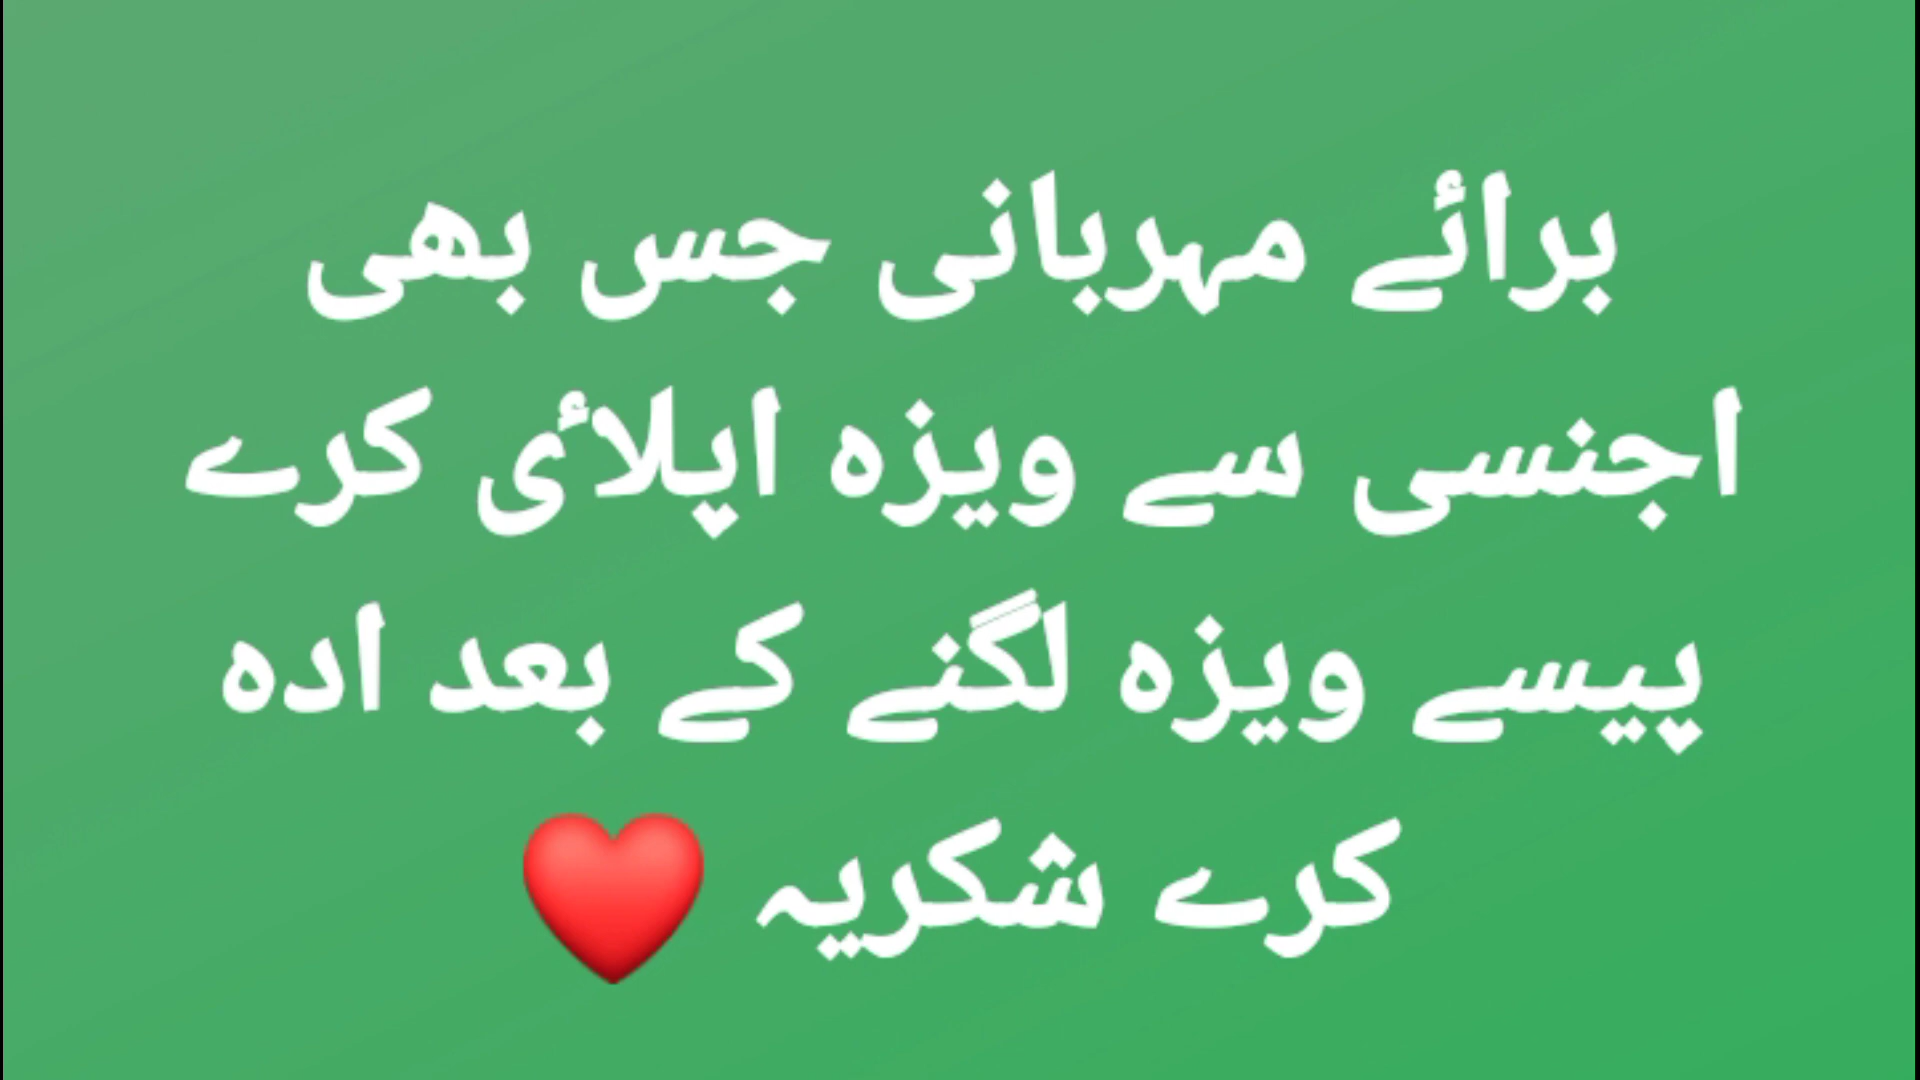 برائے مہربانی جس بھی
اجنسی سے ویزہ اپلائی کرے
پیسے ویزہ لگنے کے بعد ادہ
کرے شکریہ ❤️